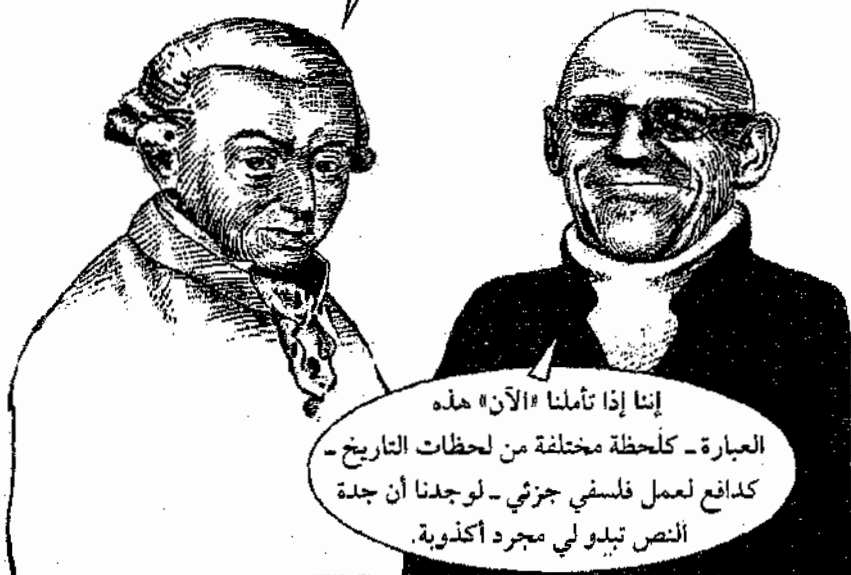 إننا إذا تأملنا «الآن» هذه
العبارة ـ كلحظة مختلفة من لحظات التاريخ ـ
كدافع لعمل فلسفي جزئي ـ لوجدنا أن جدة
النص تبدو لي مجرد أكذوبة.